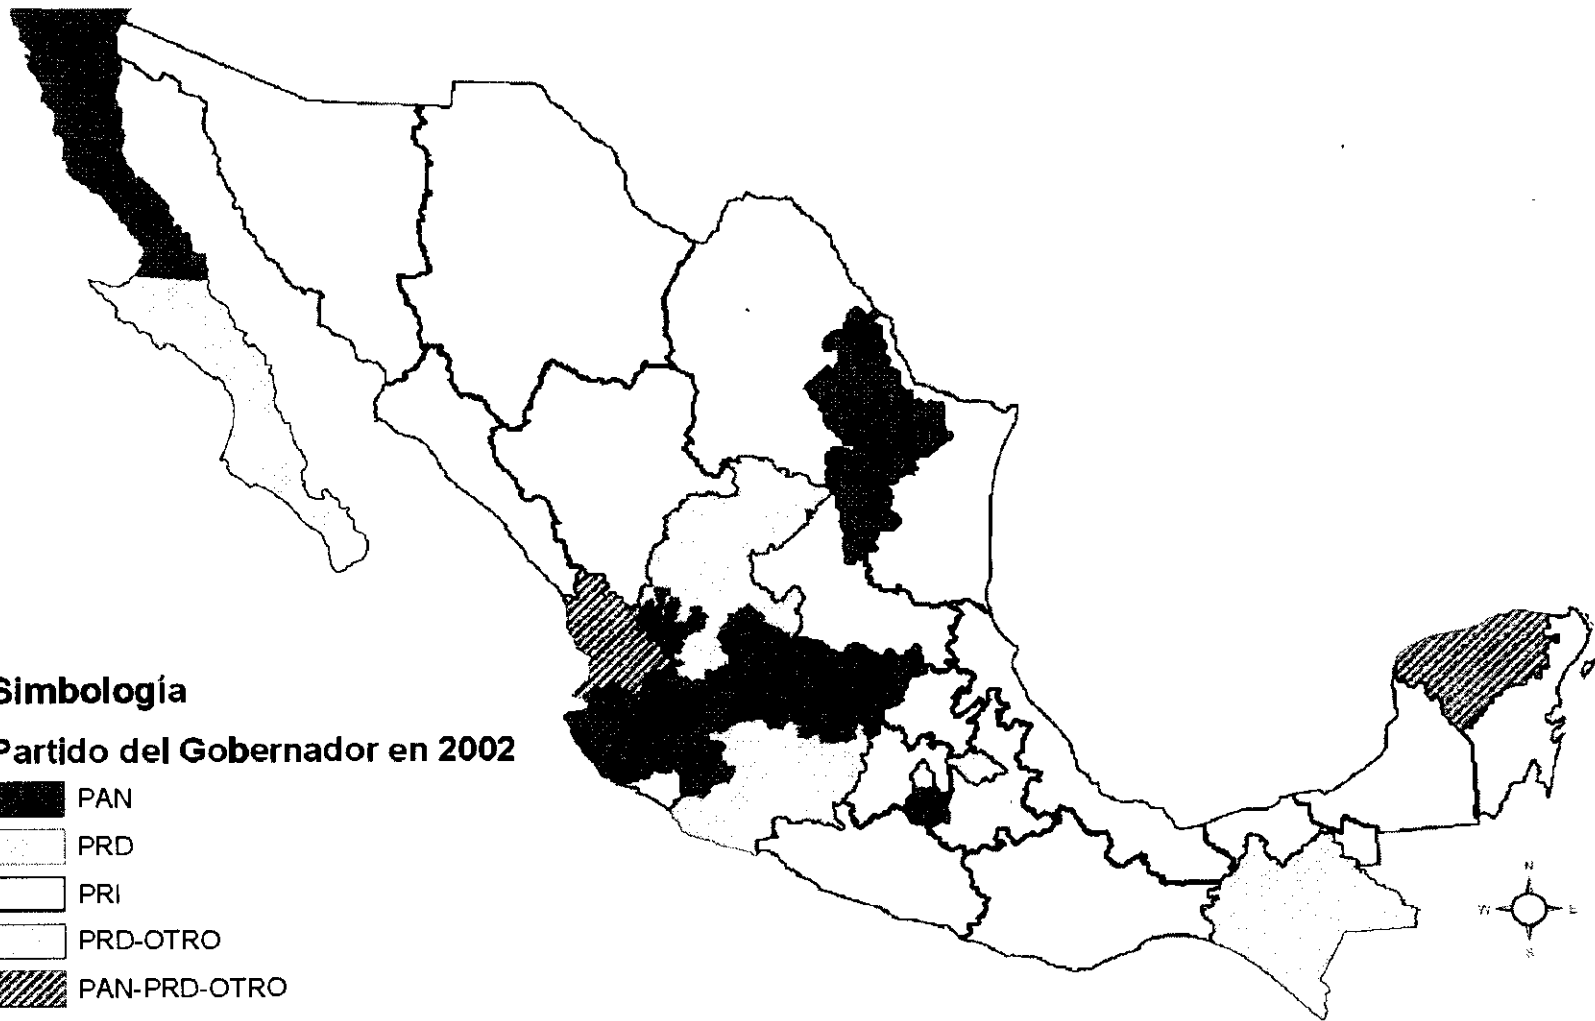 Simbología
Partido del Gobernador en 2002
PAN
PRD
PRI
PRD-OTRO
PAN-PRD-OTRO
N
W E
S